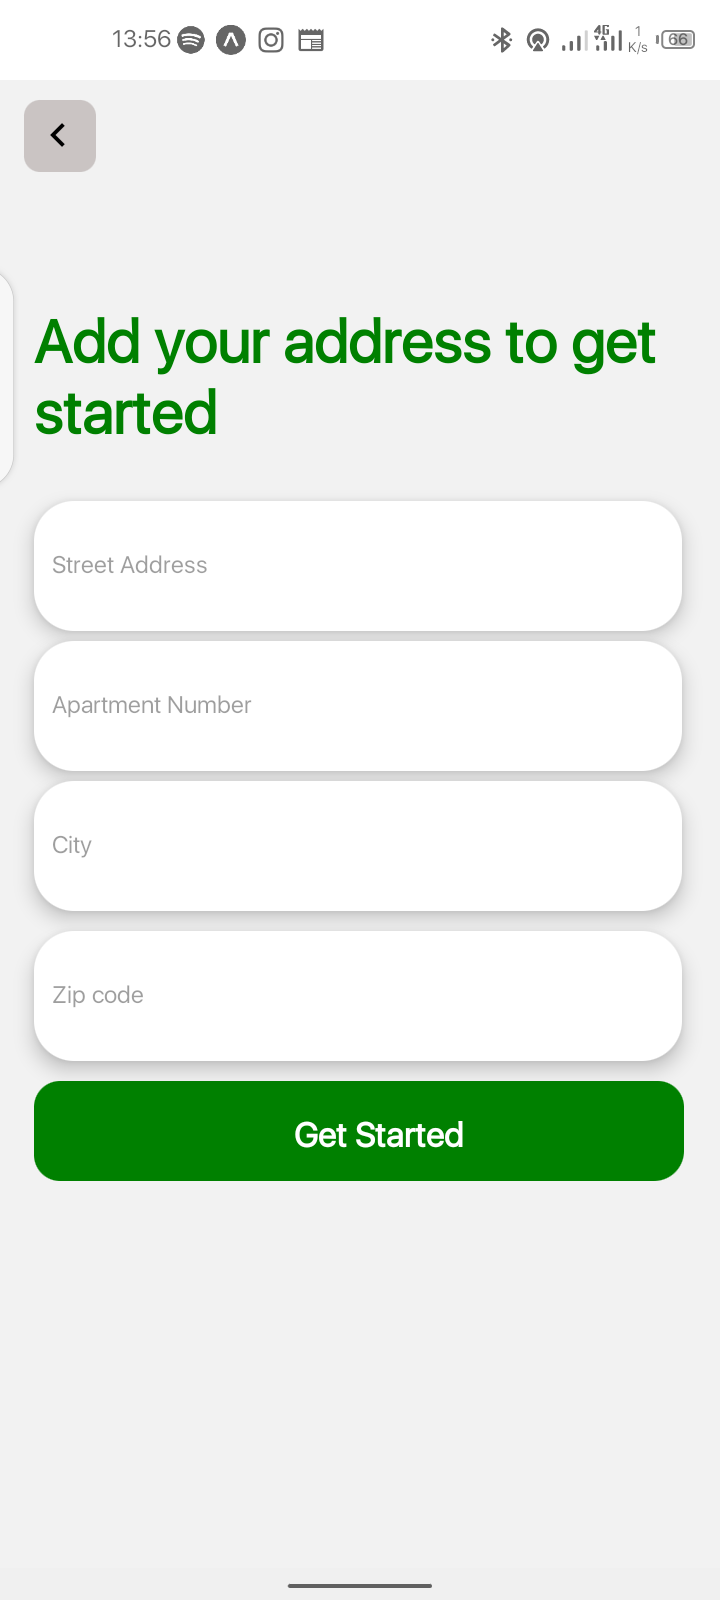 13:56
4G
1
K/s
66
Add your address to get
started
Street Address
Apartment Number
City
Zip code
Get Started